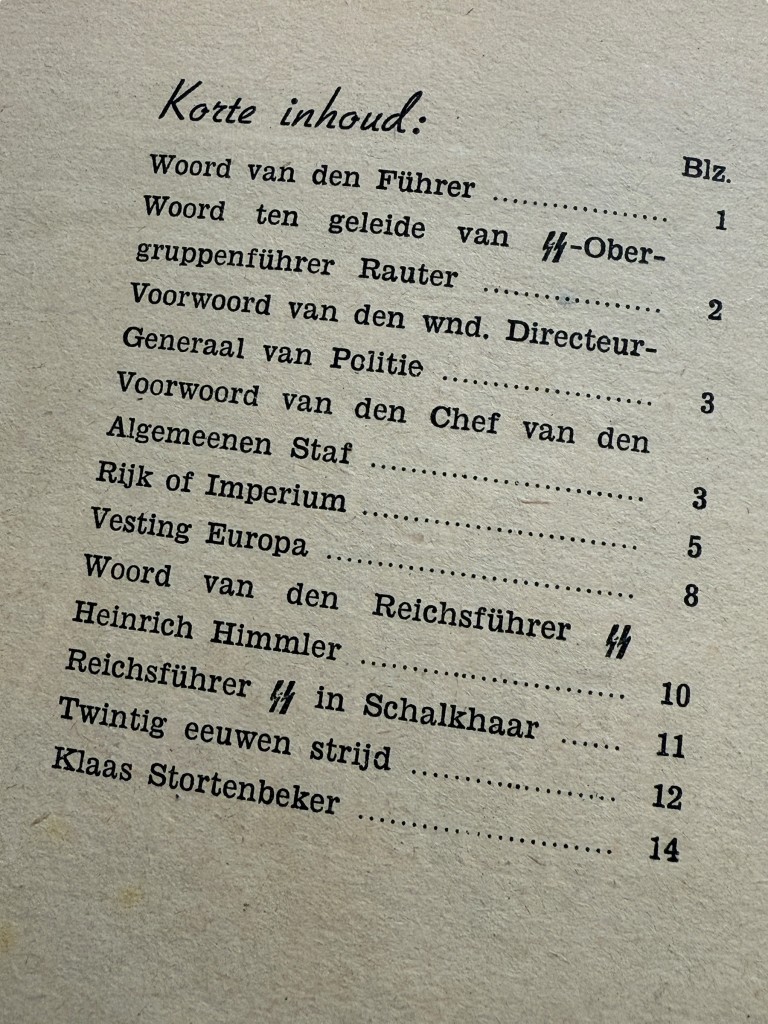 Korte inhoud:
Blz.
Woord van den Führer .................. 1
Woord ten geleide van ᛋᛋ-Ober-
gruppenführer Rauter .................. 2
Voorwoord van den wnd. Directeur-
Generaal van Politie ...................... 3
Voorwoord van den Chef van den
Algemeenen Staf ............................ 3
Rijk of Imperium ............................ 5
Vesting Europa ................................ 8
Woord van den Reichsführer ᛋᛋ
Heinrich Himmler ............................ 10
Reichsführer ᛋᛋ in Schalkhaar ...... 11
Twintig eeuwen strijd ..................... 12
Klaas Stortenbeker .......................... 14